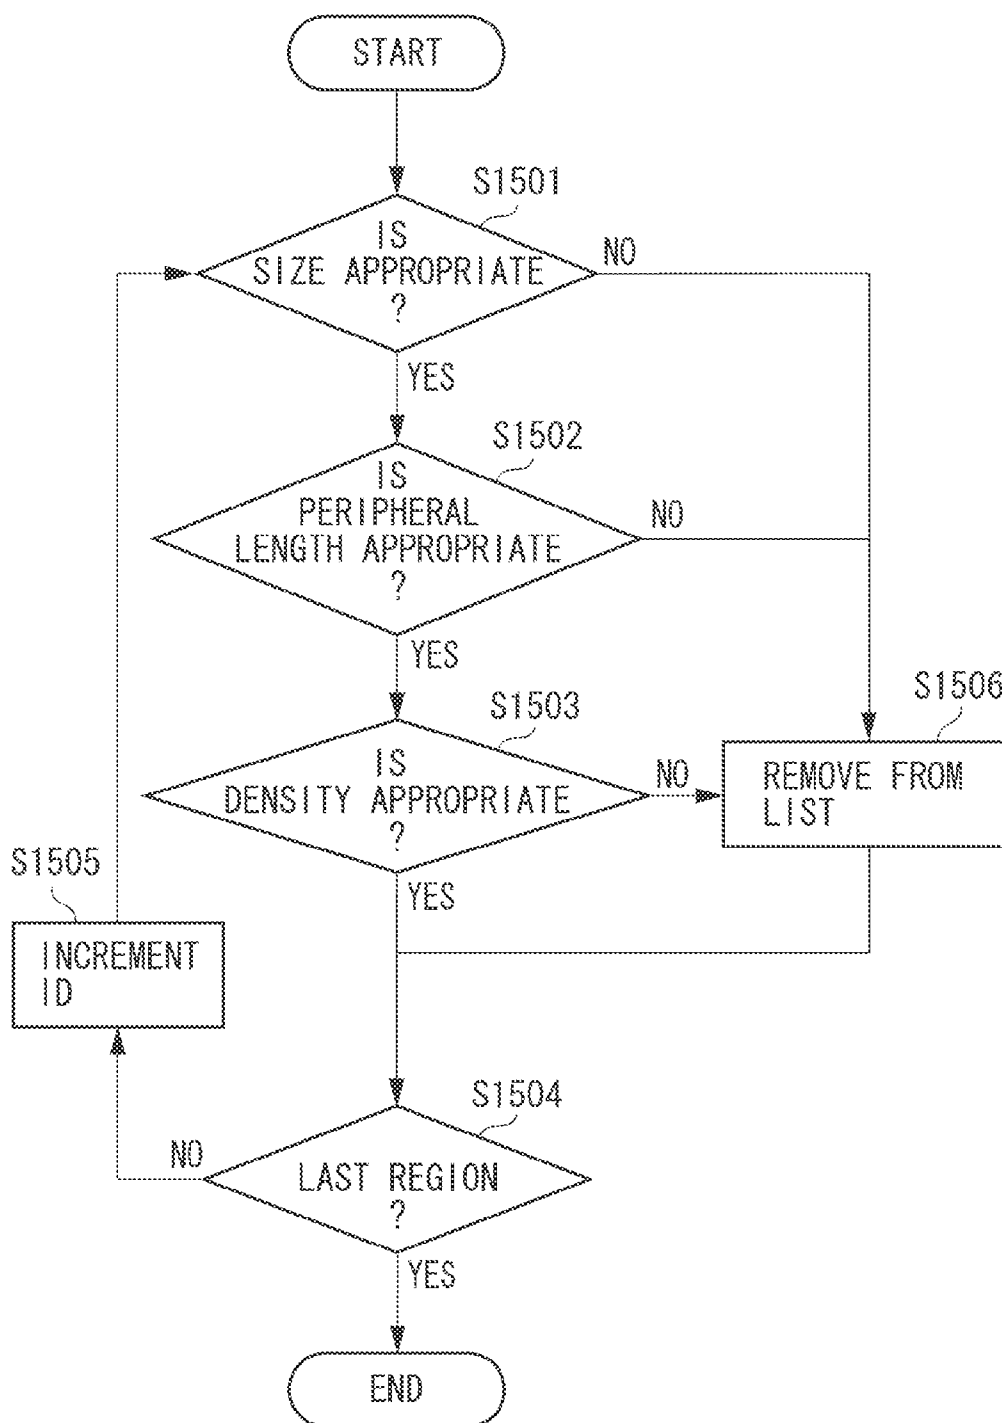 START
S1501
IS
SIZE APPROPRIATE
?
NO
YES
S1502
IS
PERIPHERAL
LENGTH APPROPRIATE
?
NO
YES
S1503
IS
DENSITY APPROPRIATE
?
NO
YES
S1506
REMOVE FROM
LIST
S1505
INCREMENT
ID
S1504
LAST REGION
?
NO
YES
END